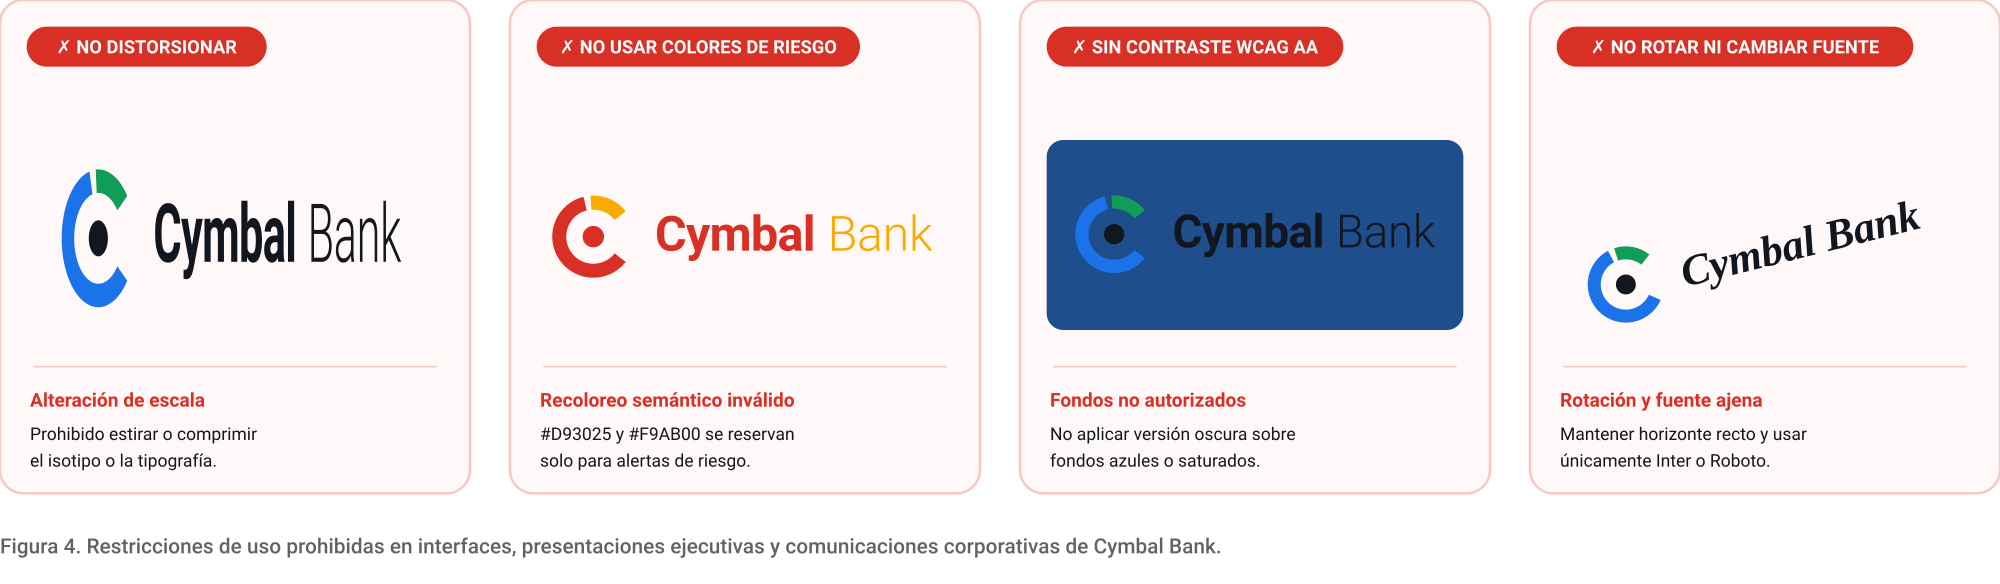 ✗ NO DISTORSIONAR
Cymbal Bank
Alteración de escala
Prohibido estirar o comprimir
el isotipo o la tipografía.
✗ NO USAR COLORES DE RIESGO
Cymbal Bank
Recoloreo semántico inválido
#D93025 y #F9AB00 se reservan
solo para alertas de riesgo.
✗ SIN CONTRASTE WCAG AA
Cymbal Bank
Fondos no autorizados
No aplicar versión oscura sobre
fondos azules o saturados.
✗ NO ROTAR NI CAMBIAR FUENTE
Cymbal Bank
Rotación y fuente ajena
Mantener horizonte recto y usar
únicamente Inter o Roboto.
Figura 4. Restricciones de uso prohibidas en interfaces, presentaciones ejecutivas y comunicaciones corporativas de Cymbal Bank.